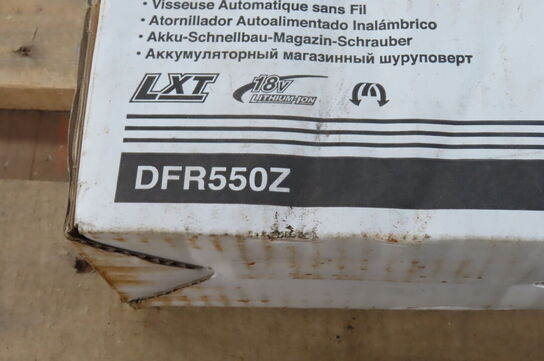 • Visseuse Automatique sans Fil
• Atornillador Autoalimentado Inalámbrico
• Akku-Schnellbau-Magazin-Schrauber
• Аккумуляторный магазинный шуруповерт
LXT 18V
LITHIUM-ION
DFR550Z